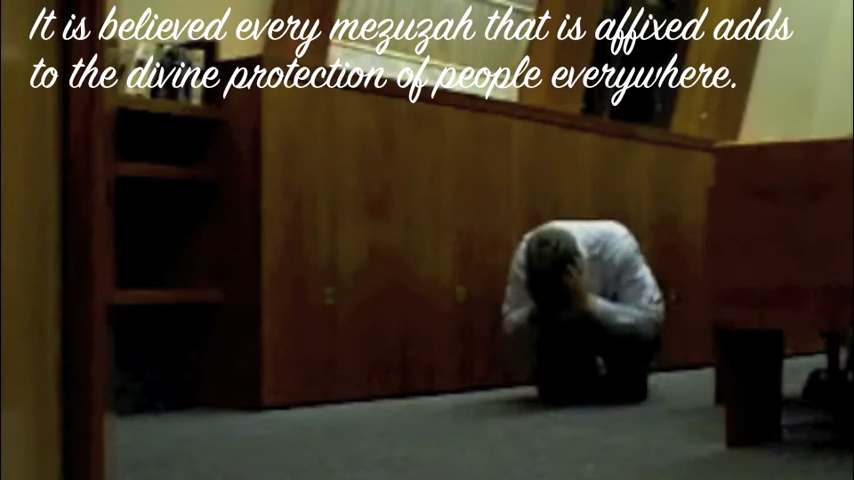 It is believed every mezuzah that is affixed adds
to the divine protection of people everywhere.